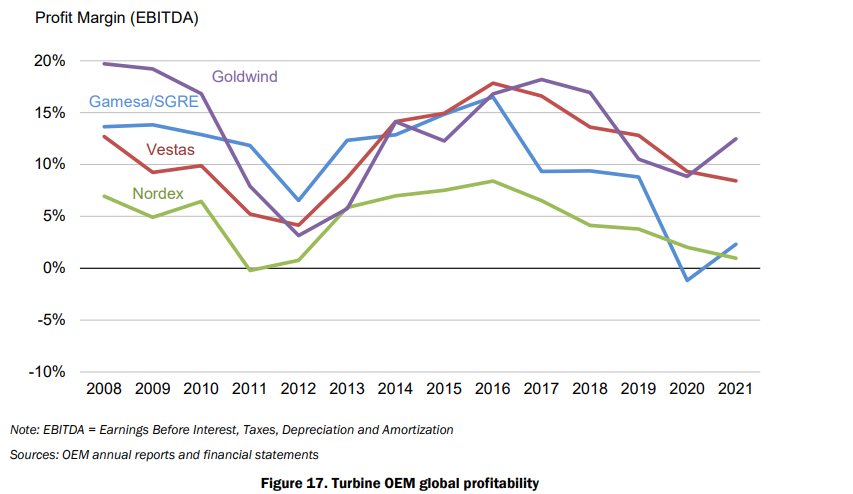 Profit Margin (EBITDA)
20%
Goldwind
Gamesa/SGRE
15%
Vestas
10%
Nordex
5%
0%
-5%
-10%
2008 2009 2010 2011 2012 2013 2014 2015 2016 2017 2018 2019 2020 2021
Note: EBITDA = Earnings Before Interest, Taxes, Depreciation and Amortization
Sources: OEM annual reports and financial statements
Figure 17. Turbine OEM global profitability